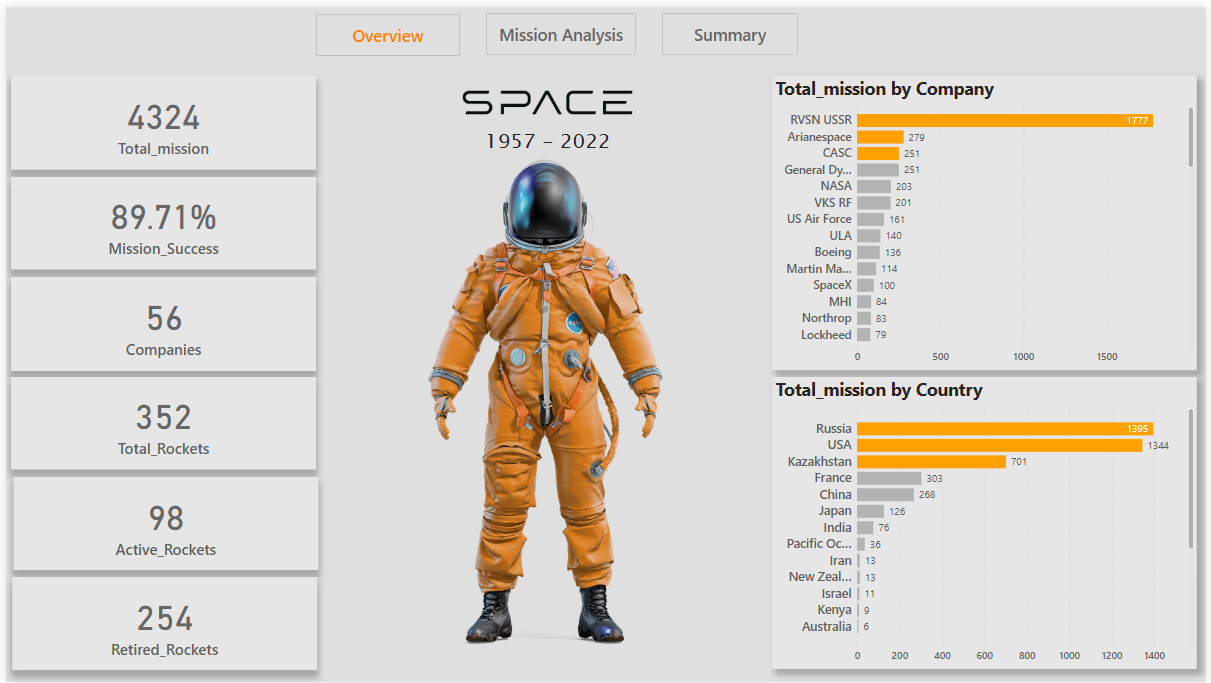 Overview
Mission Analysis
Summary
4324
Total_mission
89.71%
Mission_Success
56
Companies
352
Total_Rockets
98
Active_Rockets
254
Retired_Rockets
SPACE
1957 – 2022
NASA
Total_mission by Company
RVSN USSR 1777
Arianespace 279
CASC 251
General Dy... 251
NASA 203
VKS RF 201
US Air Force 161
ULA 140
Boeing 136
Martin Ma... 114
SpaceX 100
MHI 84
Northrop 83
Lockheed 79
0 500 1000 1500
Total_mission by Country
Russia 1395
USA 1344
Kazakhstan 701
France 303
China 268
Japan 126
India 76
Pacific Oc... 36
Iran 13
New Zeal... 13
Israel 11
Kenya 9
Australia 6
0 200 400 600 800 1000 1200 1400